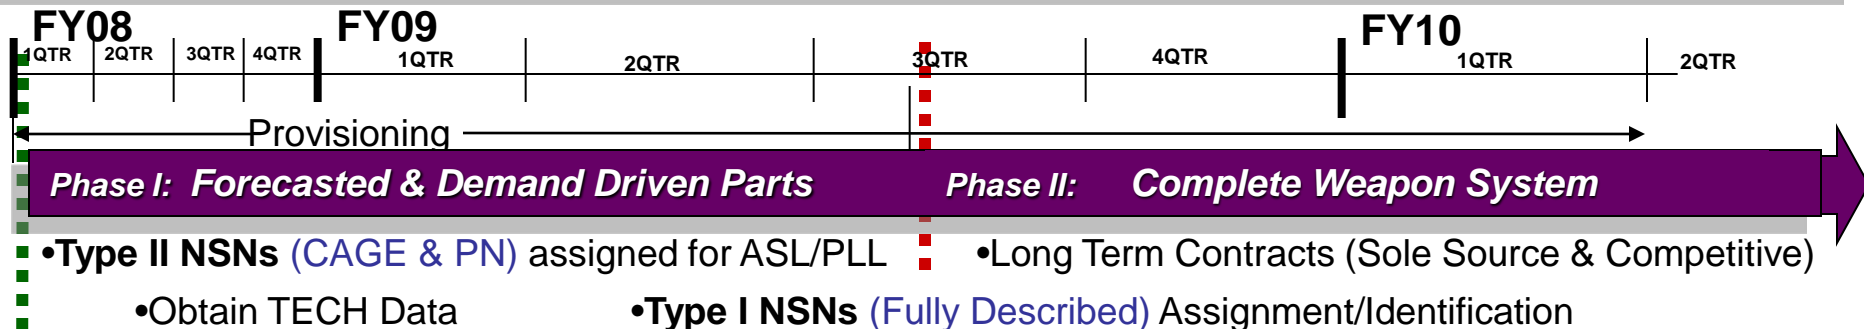 FY08 FY09 FY10
1QTR 2QTR 3QTR 4QTR 1QTR 2QTR 3QTR 4QTR 1QTR 2QTR
Provisioning
Phase I: Forecasted & Demand Driven Parts Phase II: Complete Weapon System
•Type II NSNs (CAGE & PN) assigned for ASL/PLL •Long Term Contracts (Sole Source & Competitive)
•Obtain TECH Data •Type I NSNs (Fully Described) Assignment/Identification